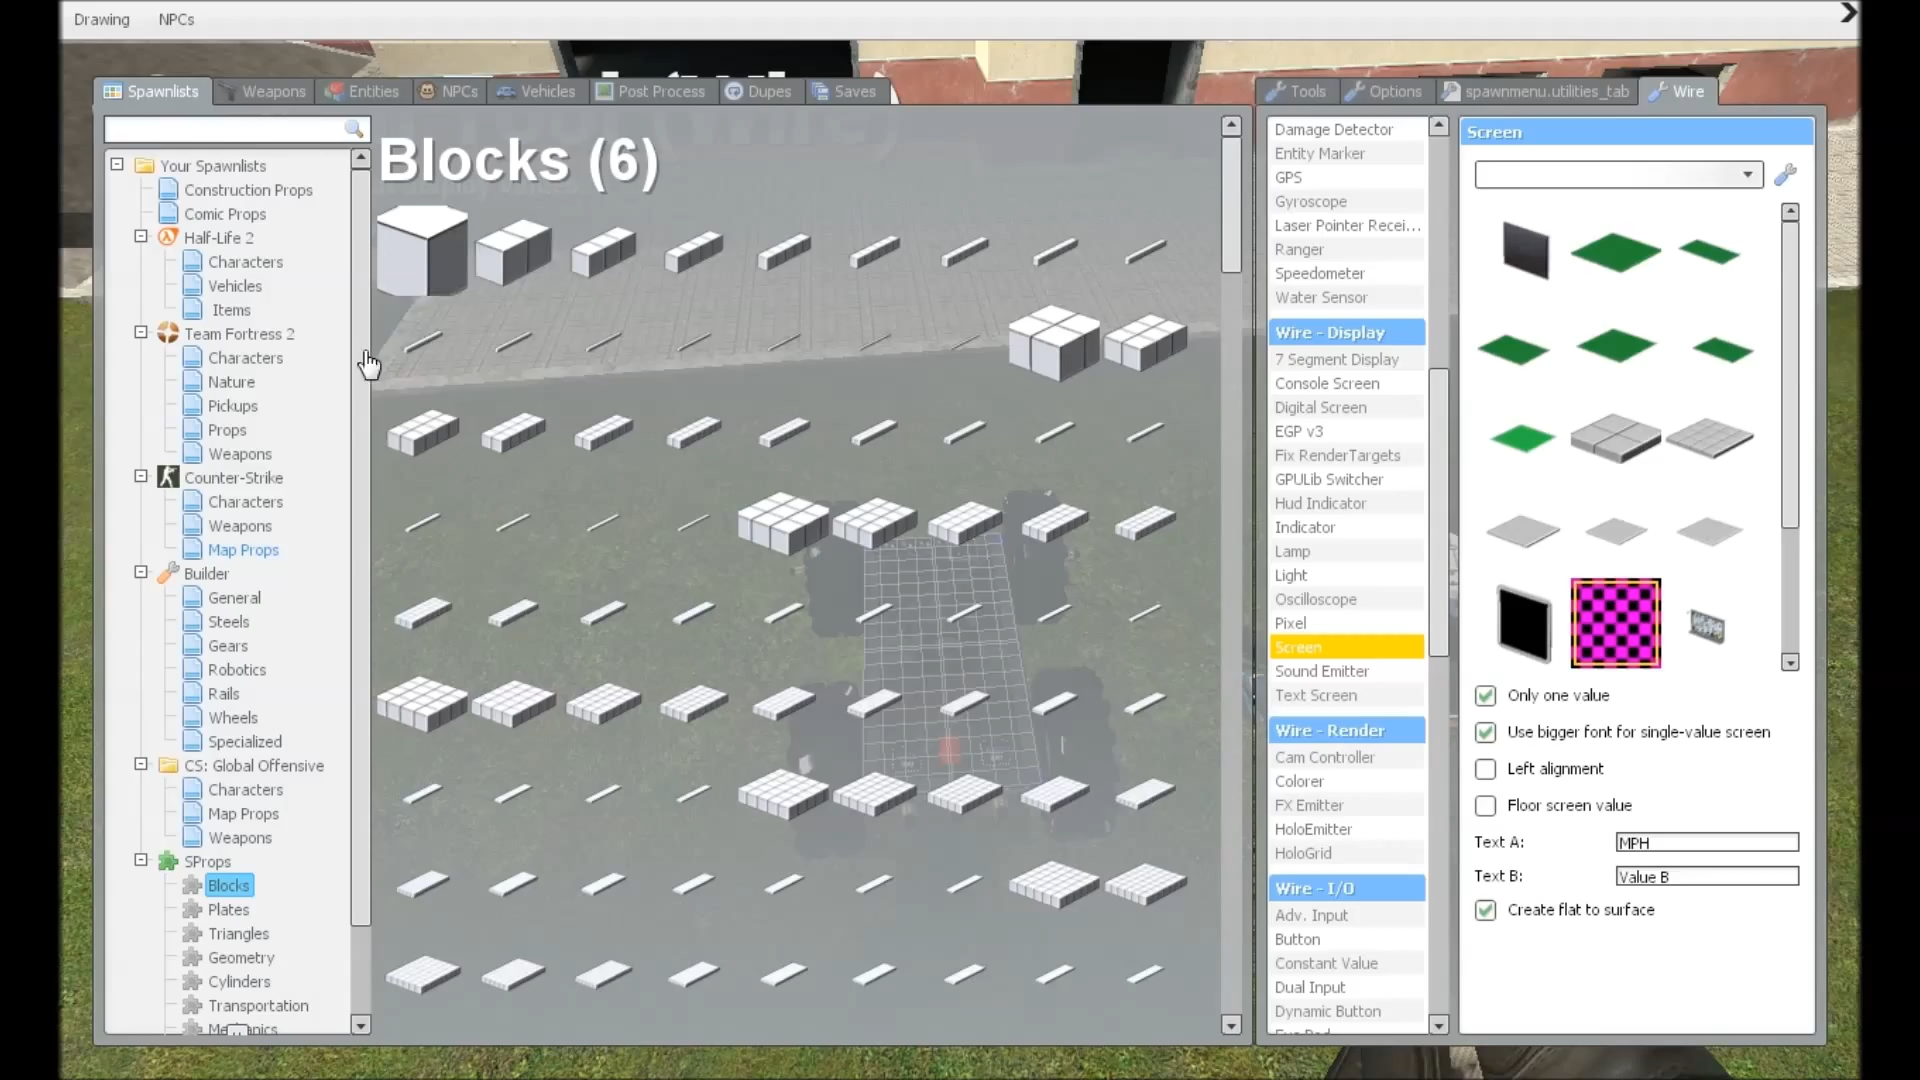 Drawing NPCs
Spawnlists Weapons Entities NPCs Vehicles Post Process Dupes Saves
Tools Options spawnmenu.utilities_tab Wire
Your Spawnlists
Construction Props
Comic Props
Half-Life 2
Characters
Vehicles
Items
Team Fortress 2
Characters
Nature
Pickups
Props
Weapons
Counter-Strike
Characters
Weapons
Map Props
Builder
General
Steels
Gears
Robotics
Rails
Wheels
Specialized
CS: Global Offensive
Characters
Map Props
Weapons
SProps
Blocks
Plates
Triangles
Geometry
Cylinders
Transportation
Blocks (6)
Damage Detector
Entity Marker
GPS
Gyroscope
Laser Pointer Recei...
Ranger
Speedometer
Water Sensor
Wire - Display
7 Segment Display
Console Screen
Digital Screen
EGP v3
Fix RenderTargets
GPULib Switcher
Hud Indicator
Indicator
Lamp
Light
Oscilloscope
Pixel
Screen
Sound Emitter
Text Screen
Wire - Render
Cam Controller
Colorer
FX Emitter
HoloEmitter
HoloGrid
Wire - I/O
Adv. Input
Button
Constant Value
Dual Input
Dynamic Button
Screen
Only one value
Use bigger font for single-value screen
Left alignment
Floor screen value
Text A: MPH
Text B: Value B
Create flat to surface